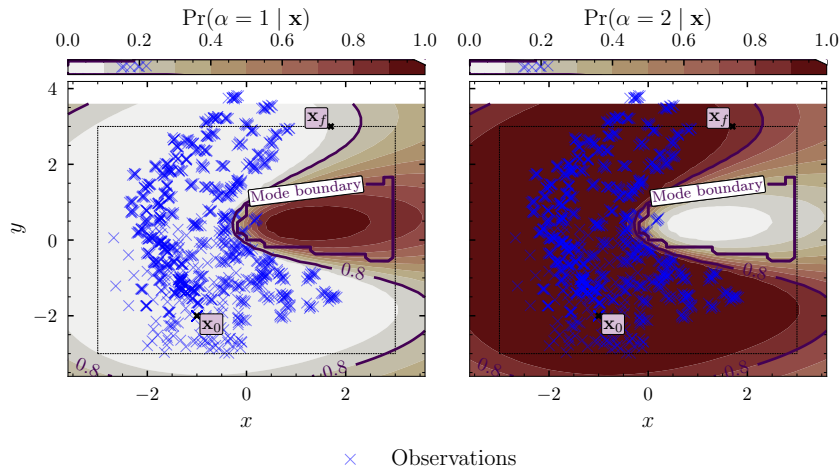 Pr(α = 1 | x) Pr(α = 2 | x)
0.0 0.2 0.4 0.6 0.8 1.0 0.0 0.2 0.4 0.6 0.8 1.0
4
x_f x_f
2
Mode boundary Mode boundary
y 0
0.8 0.8
−2
x_0 x_0
0.8 0.8
−2 0 2 −2 0 2
x x
× Observations